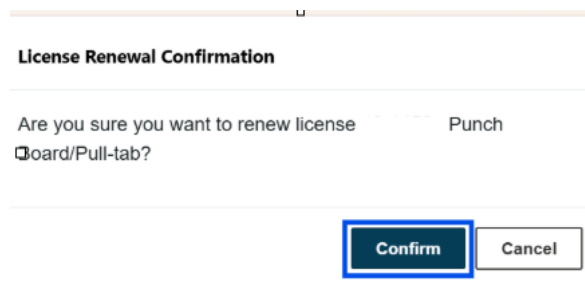 License Renewal Confirmation
Are you sure you want to renew license Punch
Board/Pull-tab?
Confirm Cancel